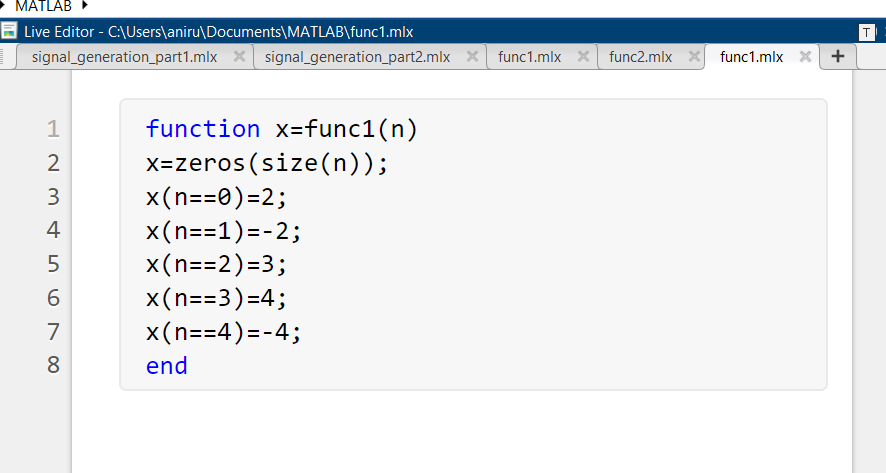 MATLAB
Live Editor - C:\Users\aniru\Documents\MATLAB\func1.mlx
T
signal_generation_part1.mlx signal_generation_part2.mlx func1.mlx func2.mlx func1.mlx +
1 function x=func1(n)
2 x=zeros(size(n));
3 x(n==0)=2;
4 x(n==1)=-2;
5 x(n==2)=3;
6 x(n==3)=4;
7 x(n==4)=-4;
8 end